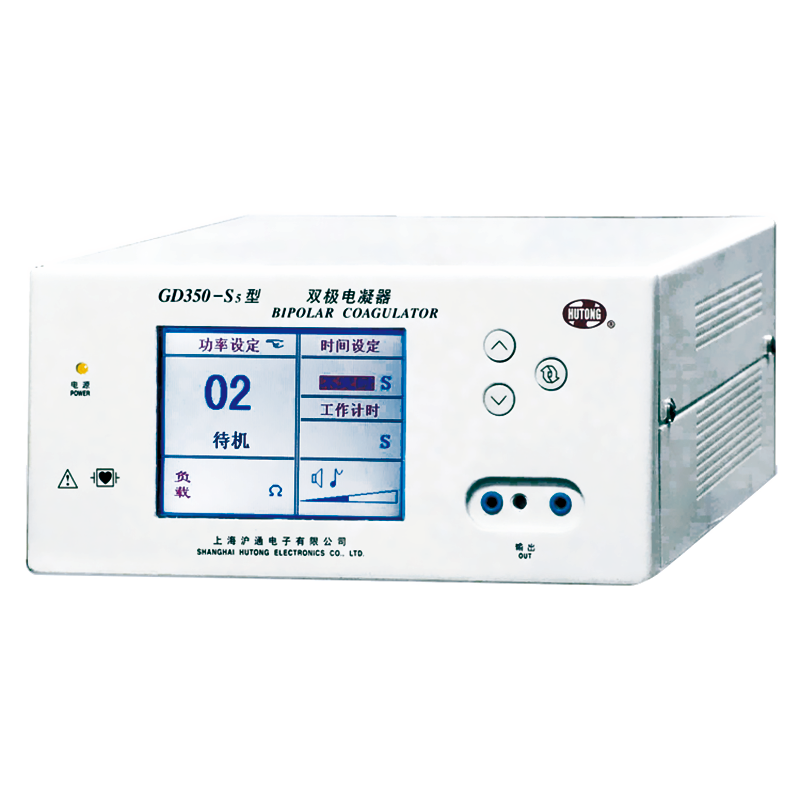 GD350-S5型
双极电凝器
BIPOLAR COAGULATOR
HUTONG
®
电源
POWER
功率设定
时间设定
02
S
待机
工作计时
S
负载
Ω
上海沪通电子有限公司
SHANGHAI HUTONG ELECTRONICS CO., LTD.
输出
OUT